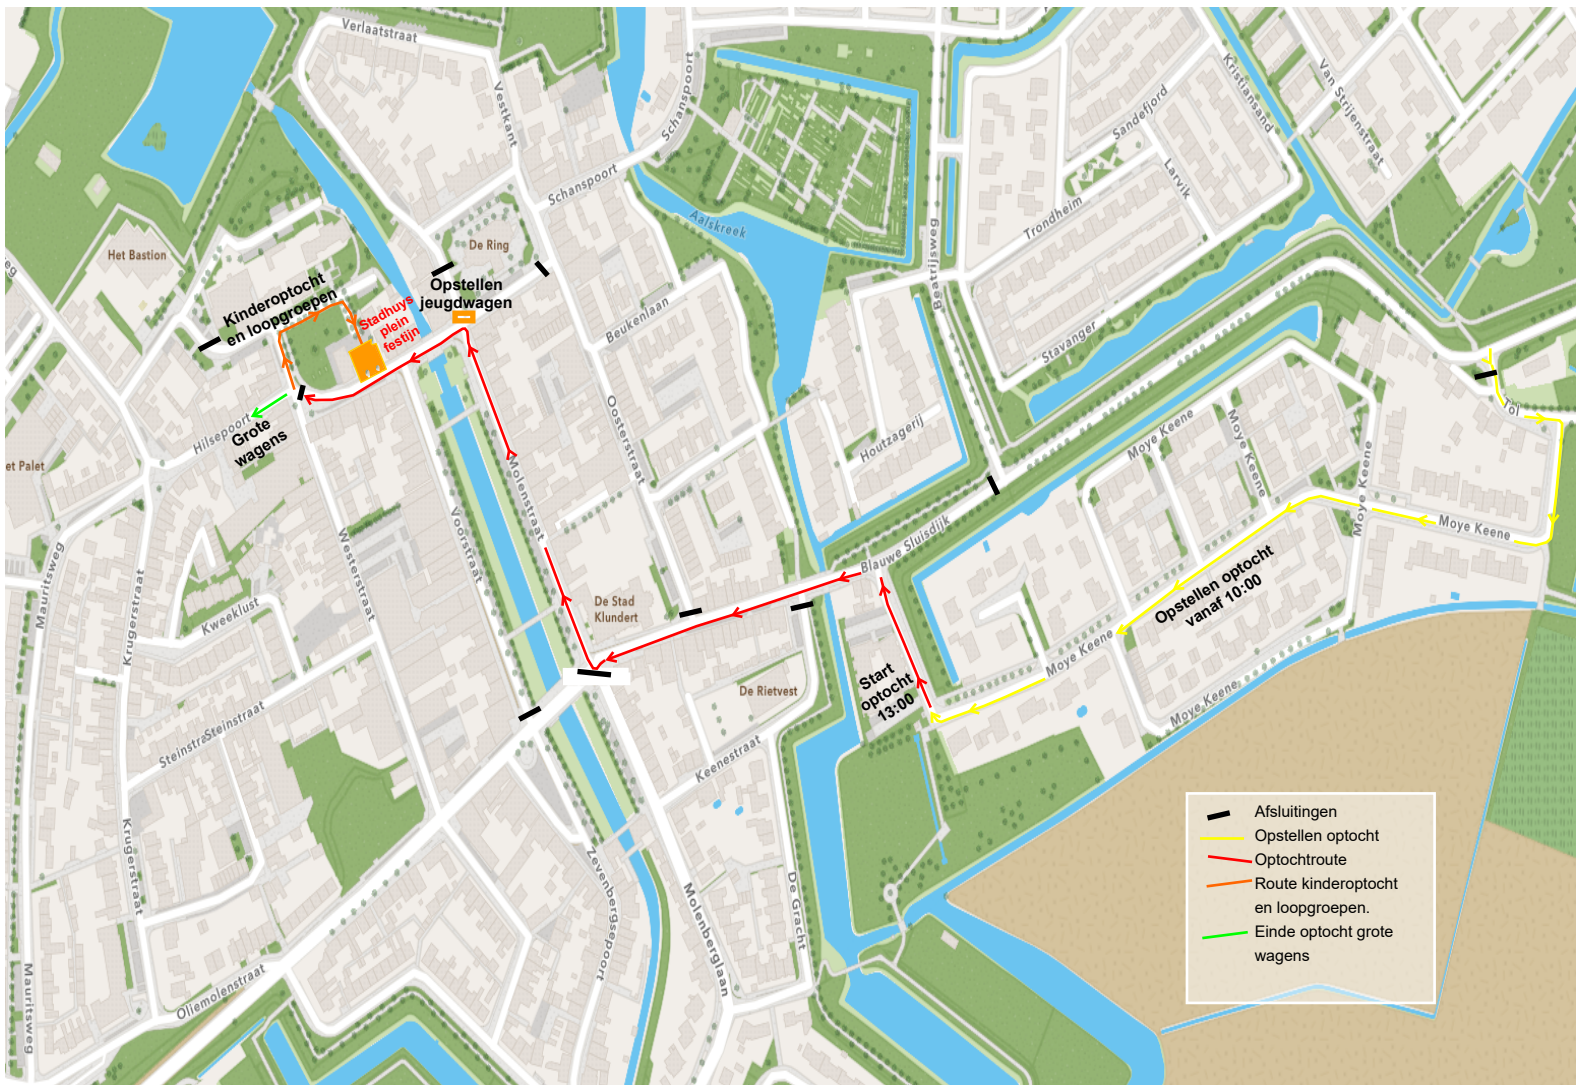 Verlaatstraat
Vestkant
Schanspoort
Schanspoort
Aalskreek
Beatrijsweg
Sandefjord
Kristiansand
Van Strijenstraat
Larvik
Trondheim
Stavanger
Het Bastion
De Ring
Kinderoptocht
en loopgroepen
Opstellen
jeugdwagen
Stadhuys
plein
festijn
Beukenlaan
Oosterstraat
Houtzagerij
Hilsepoort
Grote
wagens
et Palet
eg
Molenstraat
Voorstraat
Westerstraat
Mauritsweg
Krugerstraat
Kweeklust
Blauwe Sluisdijk
Moye Keene
Moye Keene
Moye Keene
Moye Keene
Tol
Opstellen optocht
vanaf 10:00
Moye Keene
Moye Keene
De Stad
Klundert
De Rietvest
Start
optocht
13:00
Keenestraat
Steinstra
Steinstraat
Krugerstraat
Zevenbergsepoort
Molenberglaan
De Gracht
Oliemolenstraat
Mauritsweg
Afsluitingen
Opstellen optocht
Optochtroute
Route kinderoptocht
en loopgroepen.
Einde optocht grote
wagens